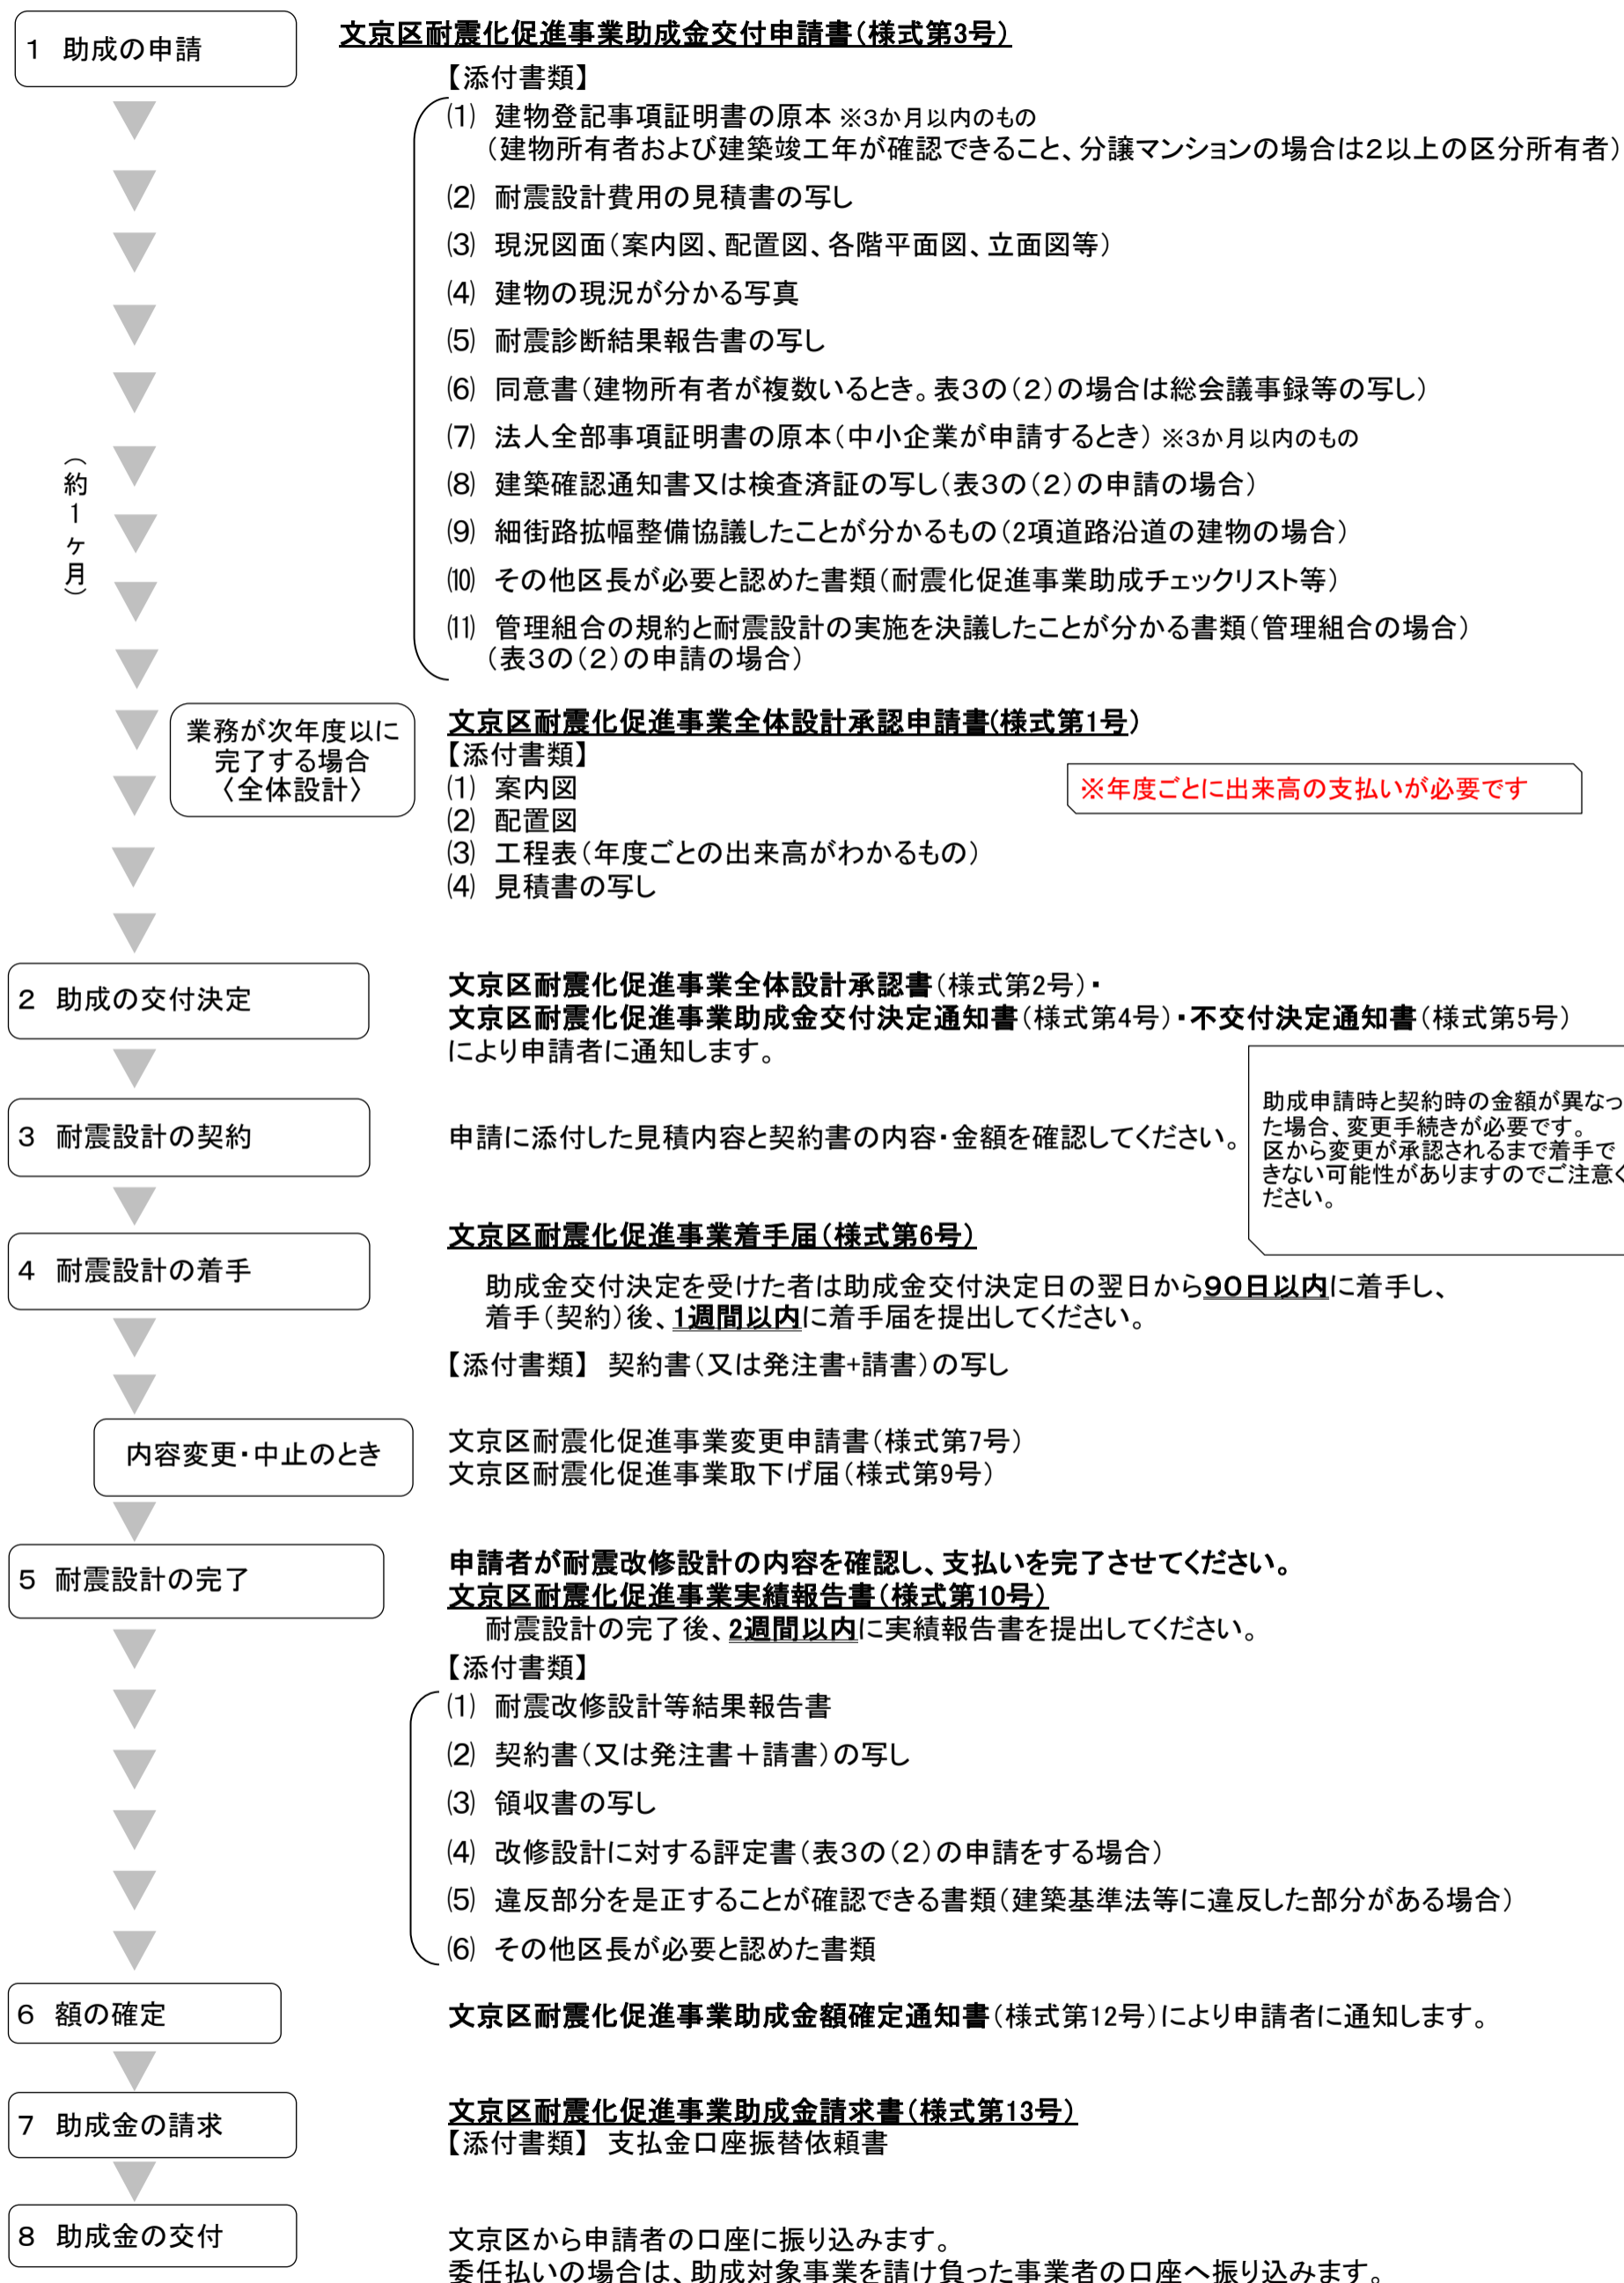 1 助成の申請
文京区耐震化促進事業助成金交付申請書（様式第3号）
【添付書類】
⑴ 建物登記事項証明書の原本 ※3か月以内のもの
（建物所有者および建築竣工年が確認できること、分譲マンションの場合は2以上の区分所有者）
⑵ 耐震設計費用の見積書の写し
⑶ 現況図面（案内図、配置図、各階平面図、立面図等）
⑷ 建物の現況が分かる写真
⑸ 耐震診断結果報告書の写し
⑹ 同意書（建物所有者が複数いるとき。表3の（2）の場合は総会議事録等の写し）
⑺ 法人全部事項証明書の原本（中小企業が申請するとき）※3か月以内のもの
⑻ 建築確認通知書又は検査済証の写し（表3の（2）の申請の場合）
⑼ 細街路拡幅整備協議したことが分かるもの（2項道路沿道の建物の場合）
⑽ その他区長が必要と認めた書類（耐震化促進事業助成チェックリスト等）
⑾ 管理組合の規約と耐震設計の実施を決議したことが分かる書類（管理組合の場合）
（表3の（2）の申請の場合）
（約1ヶ月）
業務が次年度以に
完了する場合
〈全体設計〉
文京区耐震化促進事業全体設計承認申請書(様式第1号）
【添付書類】
⑴ 案内図
⑵ 配置図
⑶ 工程表（年度ごとの出来高がわかるもの）
⑷ 見積書の写し
※年度ごとに出来高の支払いが必要です
2 助成の交付決定
文京区耐震化促進事業全体設計承認書（様式第2号）・
文京区耐震化促進事業助成金交付決定通知書（様式第4号）・不交付決定通知書（様式第5号）
により申請者に通知します。
3 耐震設計の契約
申請に添付した見積内容と契約書の内容・金額を確認してください。
助成申請時と契約時の金額が異なっ
た場合、変更手続きが必要です。
区から変更が承認されるまで着手で
きない可能性がありますのでご注意く
ださい。
4 耐震設計の着手
文京区耐震化促進事業着手届（様式第6号）
助成金交付決定を受けた者は助成金交付決定日の翌日から90日以内に着手し、
着手（契約）後、1週間以内に着手届を提出してください。
【添付書類】 契約書（又は発注書+請書）の写し
内容変更・中止のとき
文京区耐震化促進事業変更申請書（様式第7号）
文京区耐震化促進事業取下げ届（様式第9号）
5 耐震設計の完了
申請者が耐震改修設計の内容を確認し、支払いを完了させてください。
文京区耐震化促進事業実績報告書（様式第10号）
耐震設計の完了後、2週間以内に実績報告書を提出してください。
【添付書類】
⑴ 耐震改修設計等結果報告書
⑵ 契約書（又は発注書＋請書）の写し
⑶ 領収書の写し
⑷ 改修設計に対する評定書（表3の（2）の申請をする場合）
⑸ 違反部分を是正することが確認できる書類（建築基準法等に違反した部分がある場合）
⑹ その他区長が必要と認めた書類
6 額の確定
文京区耐震化促進事業助成金額確定通知書（様式第12号）により申請者に通知します。
7 助成金の請求
文京区耐震化促進事業助成金請求書（様式第13号）
【添付書類】 支払金口座振替依頼書
8 助成金の交付
文京区から申請者の口座に振り込みます。
委任払いの場合は、助成対象事業を請け負った事業者の口座へ振り込みます。